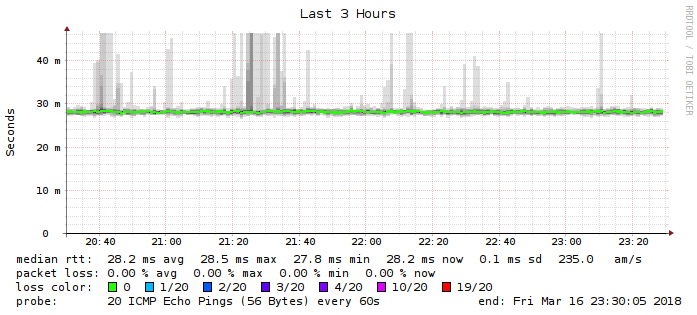 Last 3 Hours
RRDTOOL / TOBI OETIKER
Seconds
40 m
30 m
20 m
10 m
0
20:40 21:00 21:20 21:40 22:00 22:20 22:40 23:00 23:20
median rtt: 28.2 ms avg 28.5 ms max 27.8 ms min 28.2 ms now 0.1 ms sd 235.0 am/s
packet loss: 0.00 % avg 0.00 % max 0.00 % min 0.00 % now
loss color: 0 1/20 2/20 3/20 4/20 10/20 19/20
probe: 20 ICMP Echo Pings (56 Bytes) every 60s end: Fri Mar 16 23:30:05 2018